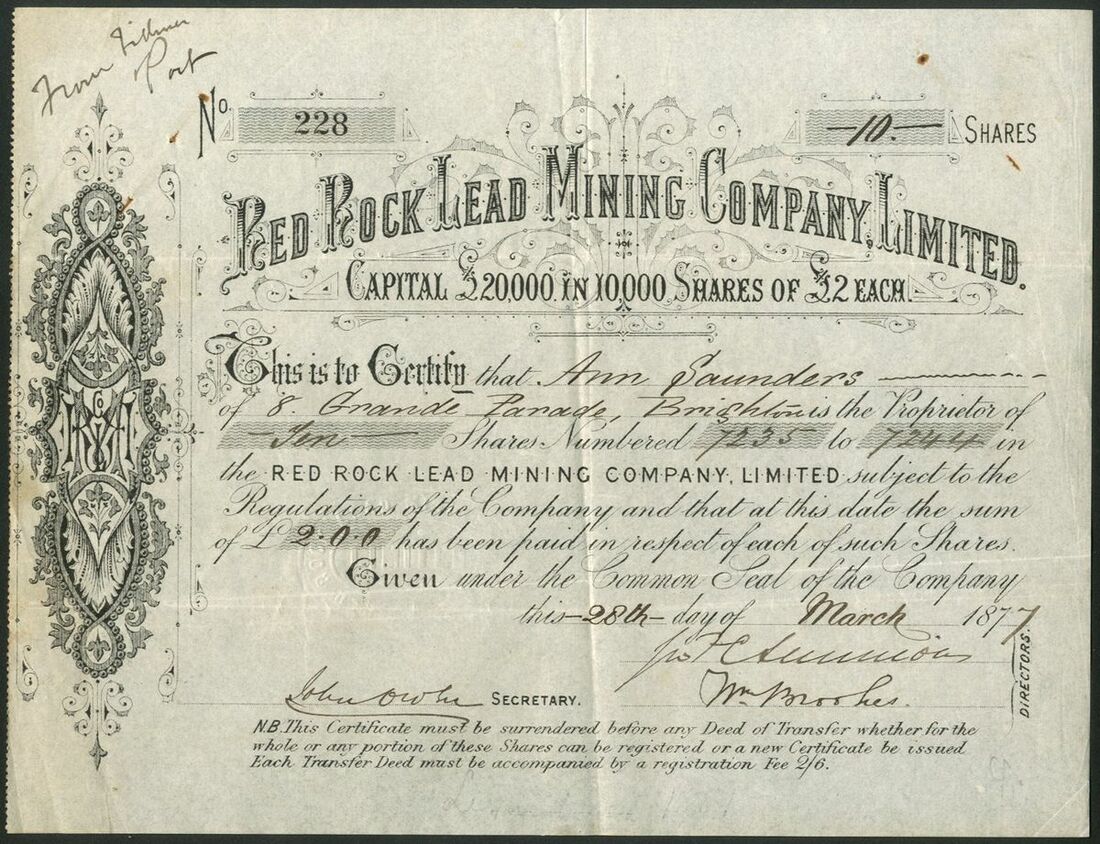 From
Port
No. 228
—10.— SHARES
RED ROCK LEAD MINING COMPANY, LIMITED.
CAPITAL £20,000. IN 10,000 SHARES OF £2 EACH.
This is to Certify that Ann Saunders
of 8. Grande Parade, Brighton is the Proprietor of
—Ten— Shares Numbered 7235 to 7244 in
the RED ROCK LEAD MINING COMPANY, LIMITED subject to the
Regulations of the Company and that at this date the sum
of £ 2.0.0 has been paid in respect of each of such Shares.
Given under the Common Seal of the Company
this —28th— day of March 1877
Wm. Brookes.
DIRECTORS.
John SECRETARY.
N.B. This Certificate must be surrendered before any Deed of Transfer whether for the
whole or any portion of these Shares can be registered or a new Certificate be issued
Each Transfer Deed must be accompanied by a registration Fee 2/6.